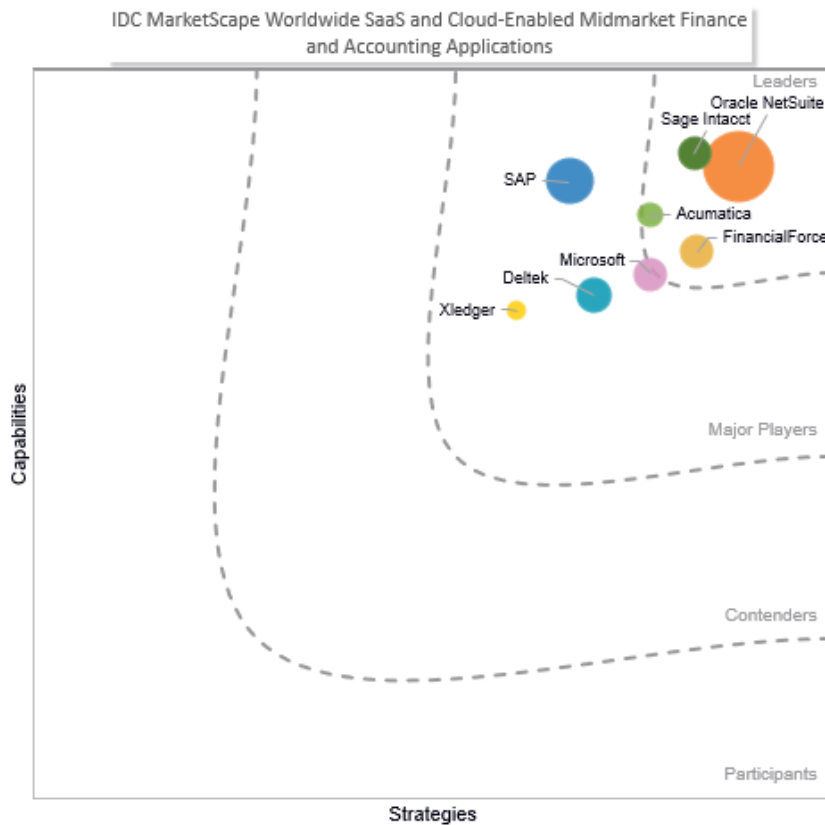 IDC MarketScape Worldwide SaaS and Cloud-Enabled Midmarket Finance
and Accounting Applications
Leaders
Oracle NetSuite
Sage Intacct
SAP
Acumatica
FinancialForce
Microsoft
Deltek
Xledger
Capabilities
Major Players
Contenders
Participants
Strategies